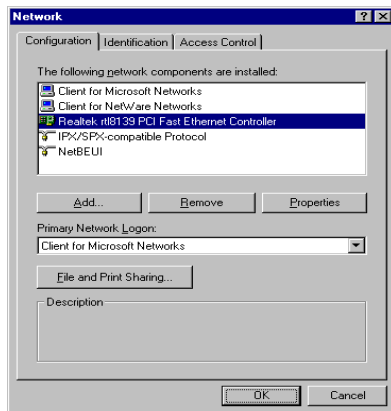 Network
Configuration Identification Access Control
The following network components are installed:
Client for Microsoft Networks
Client for NetWare Networks
Realtek rtl8139 PCI Fast Ethernet Controller
IPX/SPX-compatible Protocol
NetBEUI
Add... Remove Properties
Primary Network Logon:
Client for Microsoft Networks
File and Print Sharing...
Description
OK Cancel